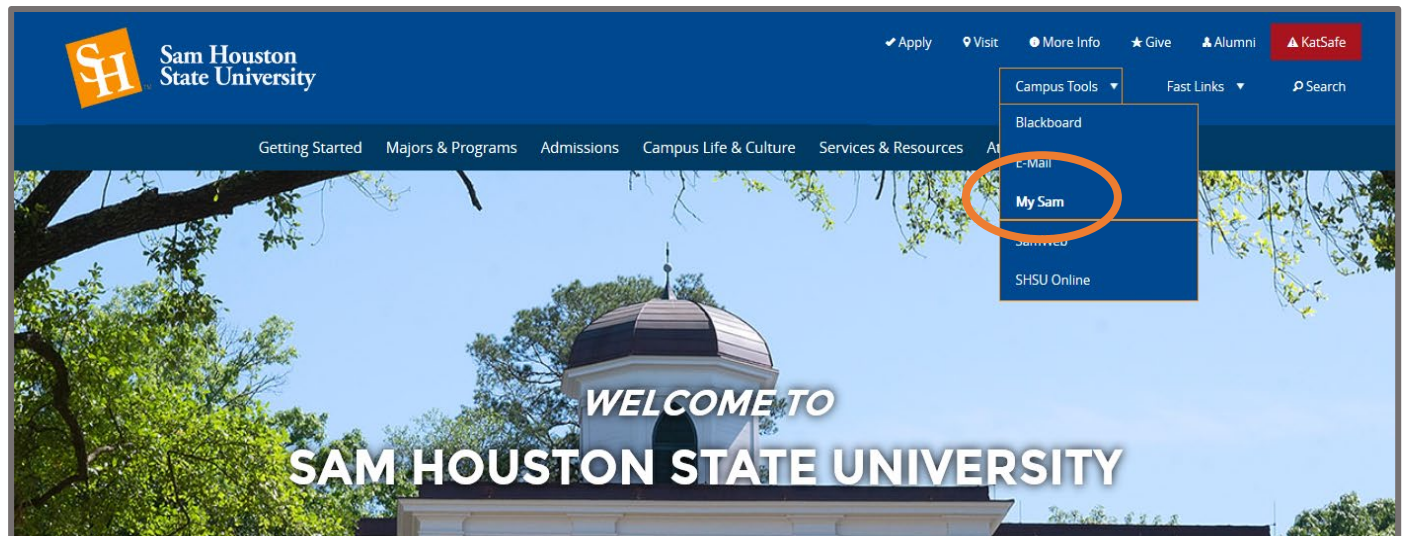 SH
Sam Houston
State University
Apply Visit More Info Give Alumni KatSafe
Campus Tools Fast Links Search
Getting Started Majors & Programs Admissions Campus Life & Culture Services & Resources
Blackboard
E-Mail
My Sam
SamWeb
SHSU Online
WELCOME TO
SAM HOUSTON STATE UNIVERSITY